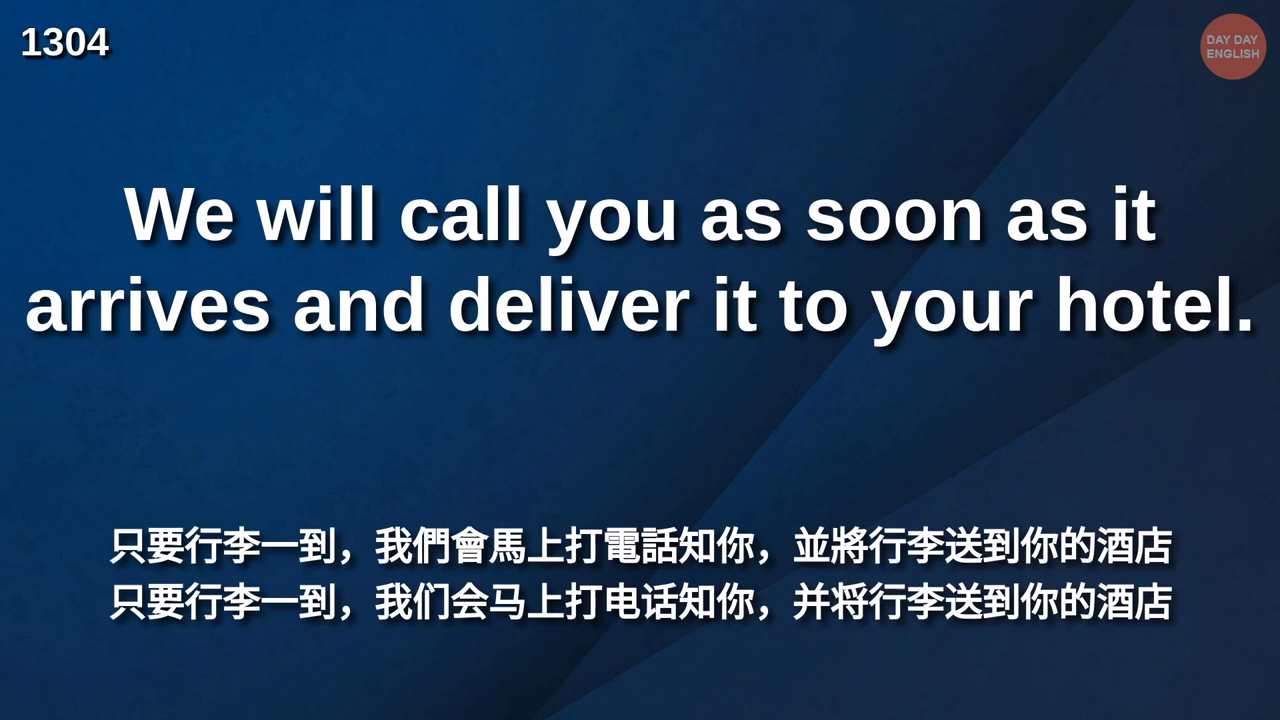 1304
DAY DAY
ENGLISH
We will call you as soon as it
arrives and deliver it to your hotel.
只要行李一到，我們會馬上打電話知你，並將行李送到你的酒店
只要行李一到，我们会马上打电话知你，并将行李送到你的酒店